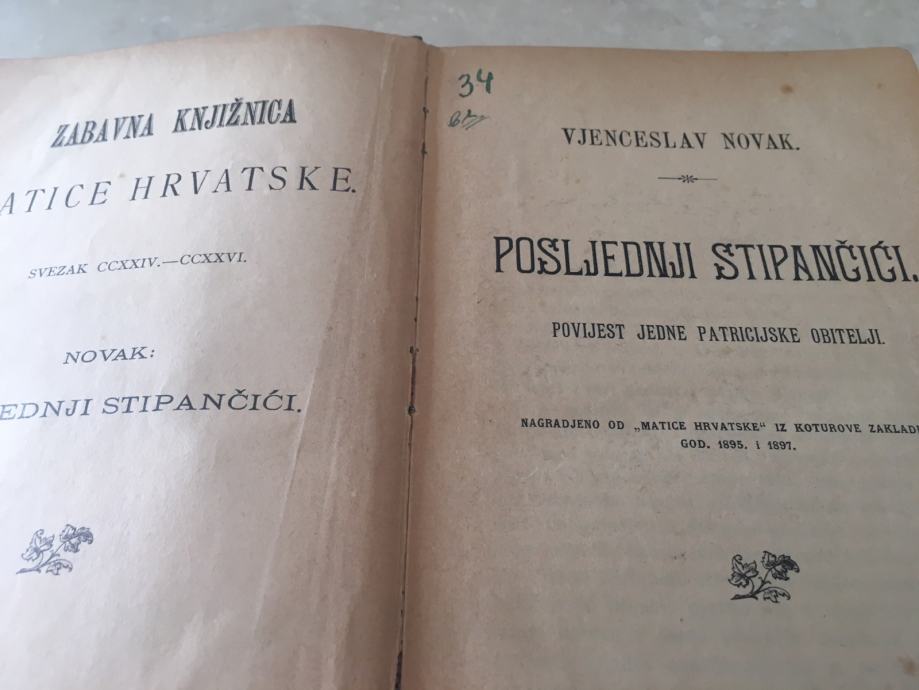 ZABAVNA KNJIŽNICA
ATICE HRVATSKE.
SVEZAK CCXXIV.—CCXXVI.
NOVAK:
EDNJI STIPANČIĆI.
34
VJENCESLAV NOVAK.
POSLJEDNJI STIPANČIĆI.
POVIJEST JEDNE PATRICIJSKE OBITELJI.
NAGRADJENO OD „MATICE HRVATSKE“ IZ KOTUROVE ZAKLADE
GOD. 1895. i 1897.